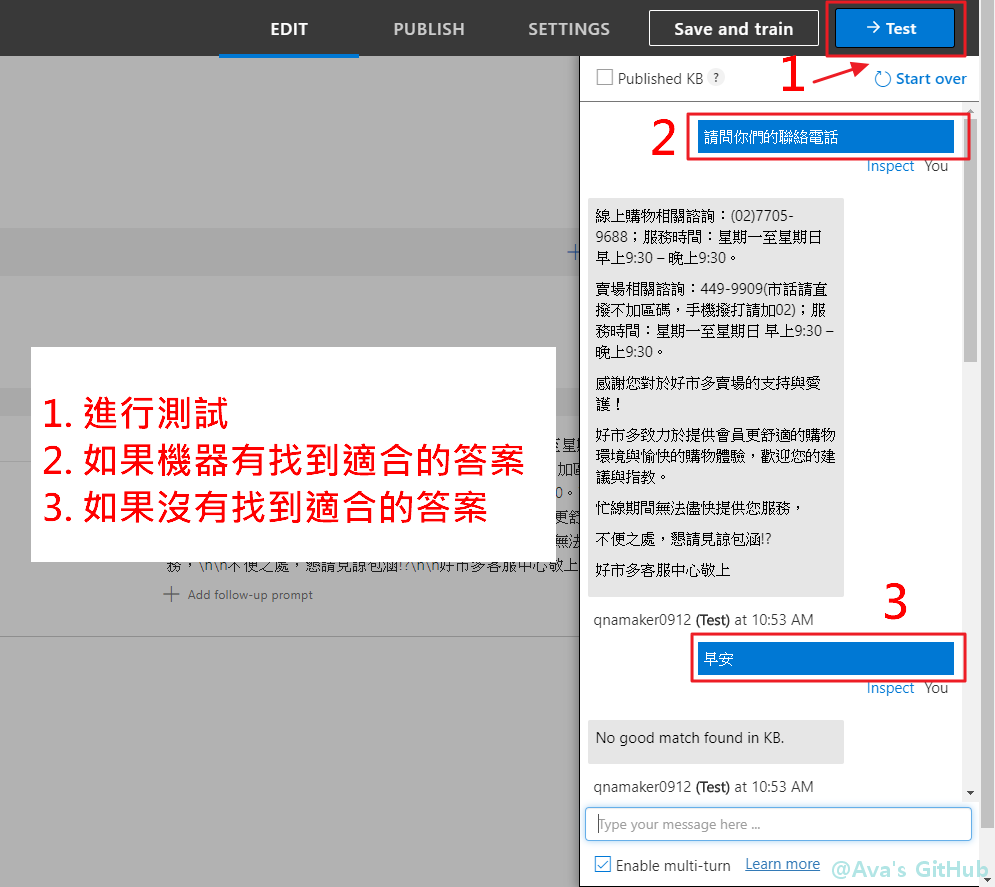 EDIT PUBLISH SETTINGS Save and train → Test
Published KB ? 1 Start over
2 請問你們的聯絡電話
Inspect You
線上購物相關諮詢：(02)7705-
9688；服務時間：星期一至星期日
早上9:30 – 晚上9:30。
賣場相關諮詢：449-9909(市話請直
撥不加區碼，手機撥打請加02)；服
務時間：星期一至星期日 早上9:30 –
晚上9:30。
感謝您對於好市多賣場的支持與愛
護！
好市多致力於提供會員更舒適的購物
環境與愉快的購物體驗，歡迎您的建
議與指教。
忙線期間無法儘快提供您服務，
不便之處，懇請見諒包涵!?
好市多客服中心敬上
qnamaker0912 (Test) at 10:53 AM
3
早安
Inspect You
No good match found in KB.
qnamaker0912 (Test) at 10:53 AM
Type your message here ...
Enable multi-turn Learn more
1. 進行測試
2. 如果機器有找到適合的答案
3. 如果沒有找到適合的答案
務，\n\n不便之處，懇請見諒包涵!?\n\n好市多客服中心敬上
Add follow-up prompt
@Ava's GitHub